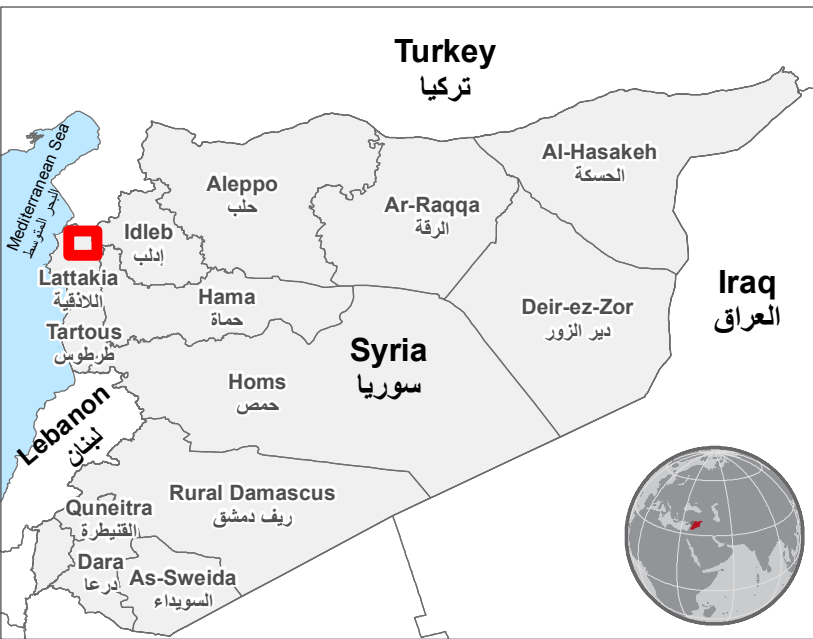 Turkey
تركيا
Mediterranean Sea
البحر المتوسط
Al-Hasakeh
الحسكة
Aleppo
حلب
Ar-Raqqa
الرقة
Idleb
إدلب
Lattakia
اللاذقية
Hama
حماة
Deir-ez-Zor
دير الزور
Iraq
العراق
Tartous
طرطوس
Syria
سوريا
Homs
حمص
Lebanon
لبنان
Rural Damascus
ريف دمشق
Quneitra
القنيطرة
Dara
درعا
As-Sweida
السويداء